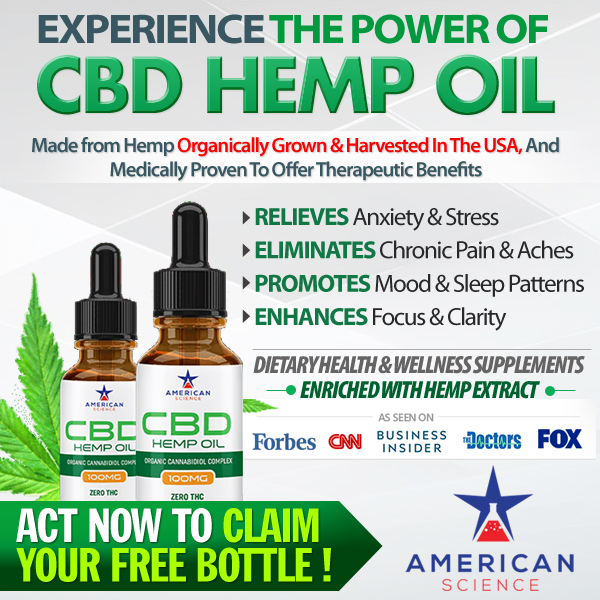 EXPERIENCE THE POWER OF
CBD HEMP OIL
Made from Hemp Organically Grown & Harvested In The USA, And
Medically Proven To Offer Therapeutic Benefits
RELIEVES Anxiety & Stress
ELIMINATES Chronic Pain & Aches
PROMOTES Mood & Sleep Patterns
ENHANCES Focus & Clarity
DIETARY HEALTH & WELLNESS SUPPLEMENTS
ENRICHED WITH HEMP EXTRACT
AS SEEN ON
Forbes CNN BUSINESS INSIDER THE Doctors FOX
AMERICAN
SCIENCE
CBD
HEMP OIL
ORGANIC CANNABIDIOL COMPLEX
100MG
ZERO THC
AMERICAN
SCIENCE
CBD
HEMP OIL
ORGANIC CANNABIDIOL COMPLEX
100MG
ZERO THC
ACT NOW TO CLAIM
YOUR FREE BOTTLE !
AMERICAN
SCIENCE